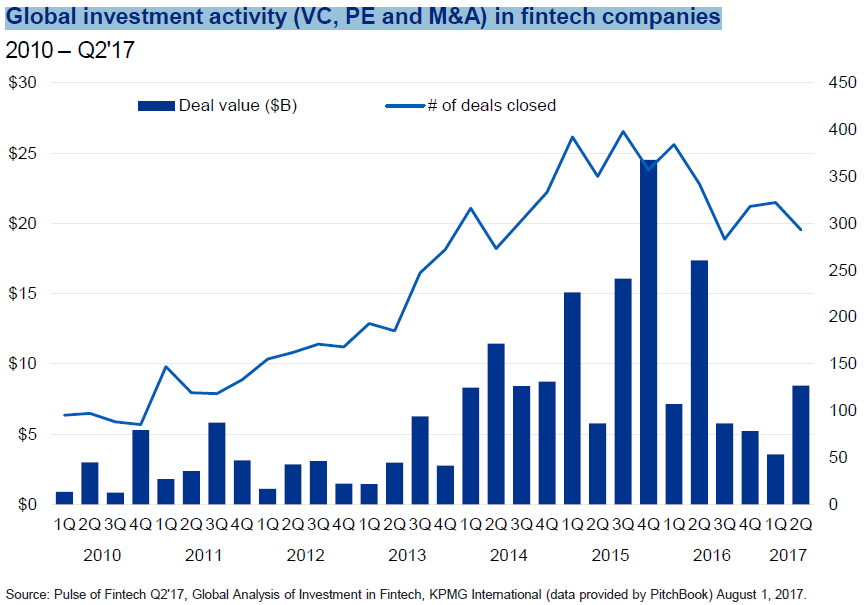 Global investment activity (VC, PE and M&A) in fintech companies
2010 – Q2'17
$30 450
Deal value ($B) # of deals closed
400
$25 350
$20 300
250
$15 200
$10 150
100
$5 50
$0 0
1Q 2Q 3Q 4Q 1Q 2Q 3Q 4Q 1Q 2Q 3Q 4Q 1Q 2Q 3Q 4Q 1Q 2Q 3Q 4Q 1Q 2Q 3Q 4Q 1Q 2Q 3Q 4Q 1Q 2Q
2010 2011 2012 2013 2014 2015 2016 2017
Source: Pulse of Fintech Q2'17, Global Analysis of Investment in Fintech, KPMG International (data provided by PitchBook) August 1, 2017.